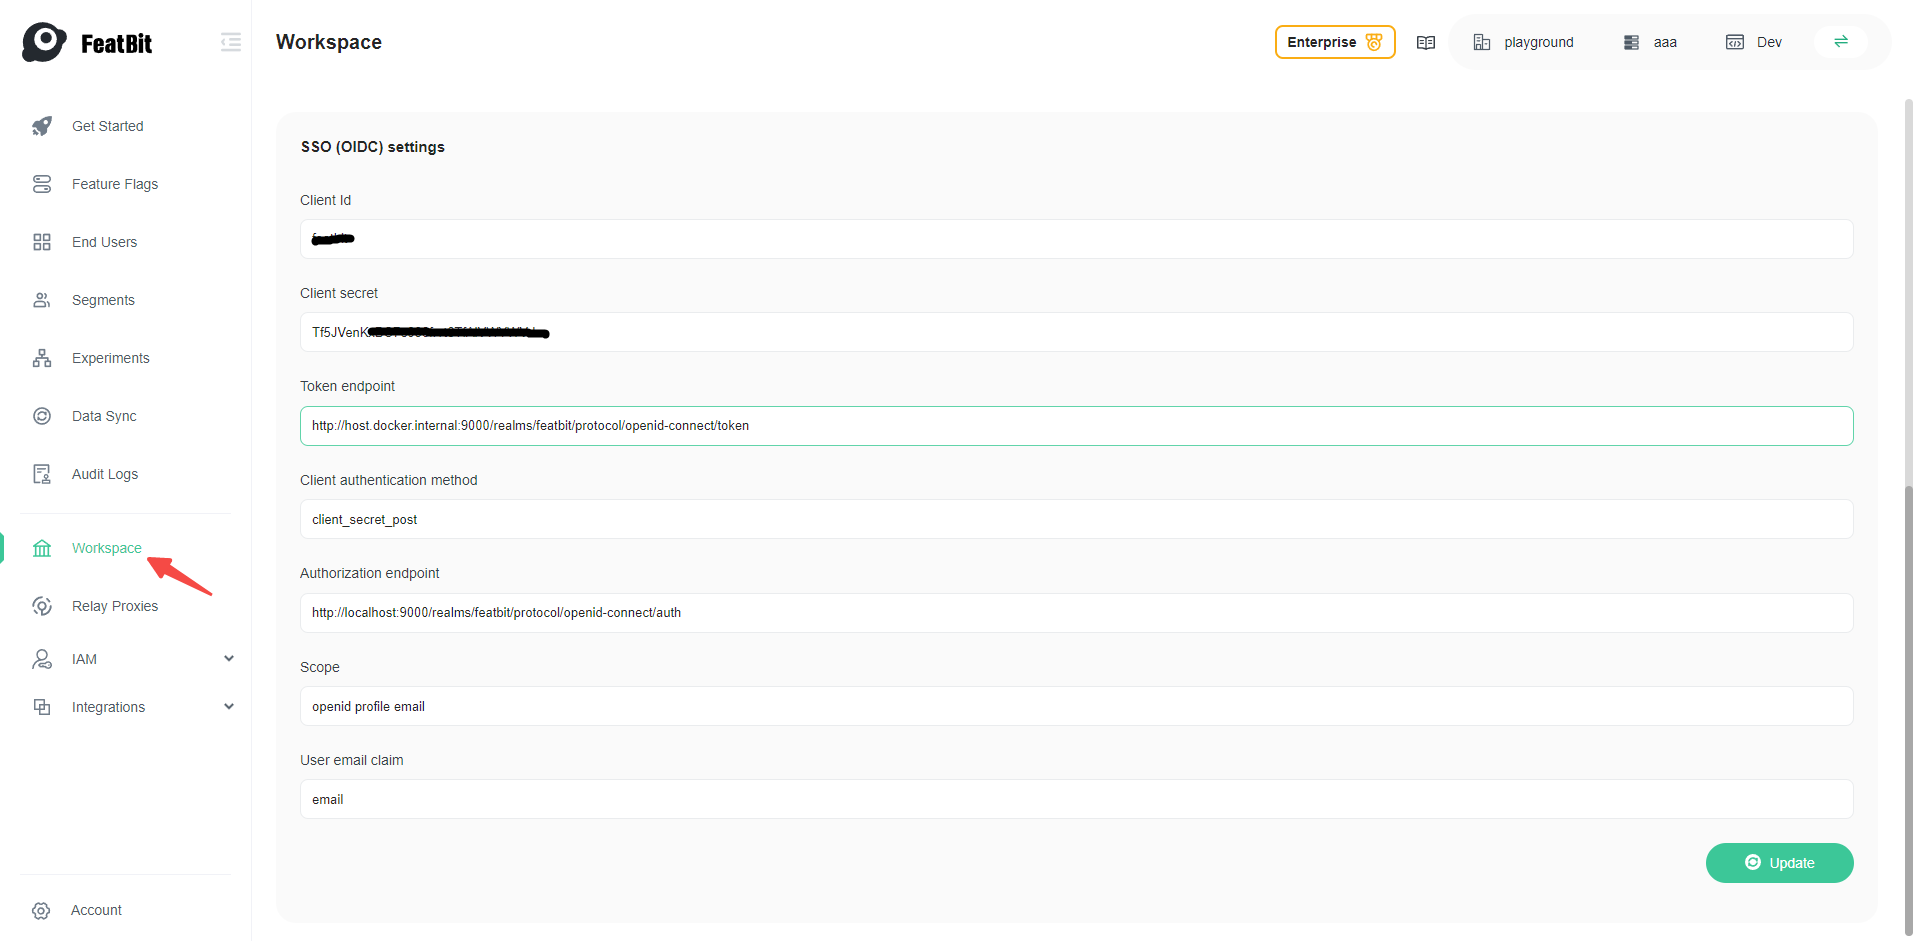 FeatBit
Workspace
Enterprise
playground
aaa
Dev
Get Started
Feature Flags
End Users
Segments
Experiments
Data Sync
Audit Logs
Workspace
Relay Proxies
IAM
Integrations
Account
SSO (OIDC) settings
Client Id
Client secret
Tf5JVenK
Token endpoint
http://host.docker.internal:9000/realms/featbit/protocol/openid-connect/token
Client authentication method
client_secret_post
Authorization endpoint
http://localhost:9000/realms/featbit/protocol/openid-connect/auth
Scope
openid profile email
User email claim
email
Update